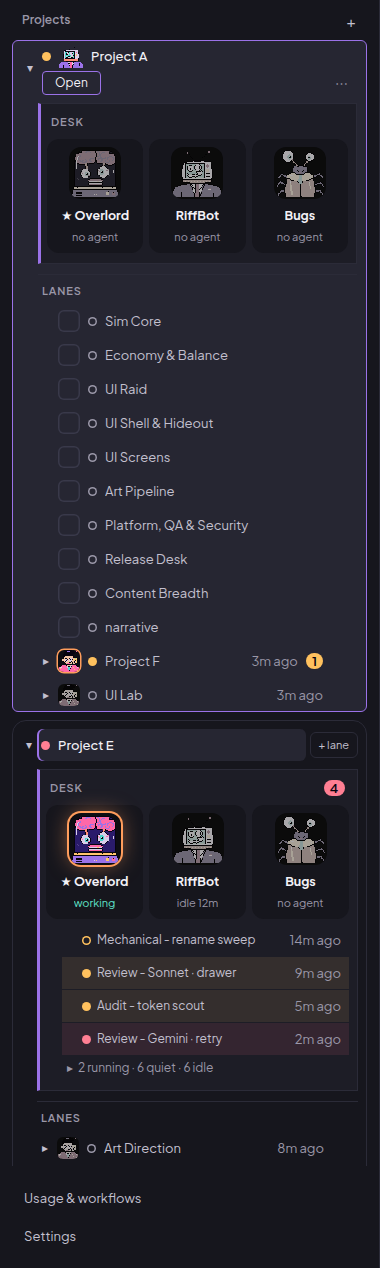 Projects +
Project A
Open ...
DESK
★ Overlord RiffBot Bugs
no agent no agent no agent
LANES
Sim Core
Economy & Balance
UI Raid
UI Shell & Hideout
UI Screens
Art Pipeline
Platform, QA & Security
Release Desk
Content Breadth
narrative
Project F 3m ago 1
UI Lab 3m ago
Project E + lane
DESK 4
★ Overlord RiffBot Bugs
working idle 12m no agent
Mechanical - rename sweep 14m ago
Review - Sonnet · drawer 9m ago
Audit - token scout 5m ago
Review - Gemini · retry 2m ago
2 running · 6 quiet · 6 idle
LANES
Art Direction 8m ago
Usage & workflows
Settings